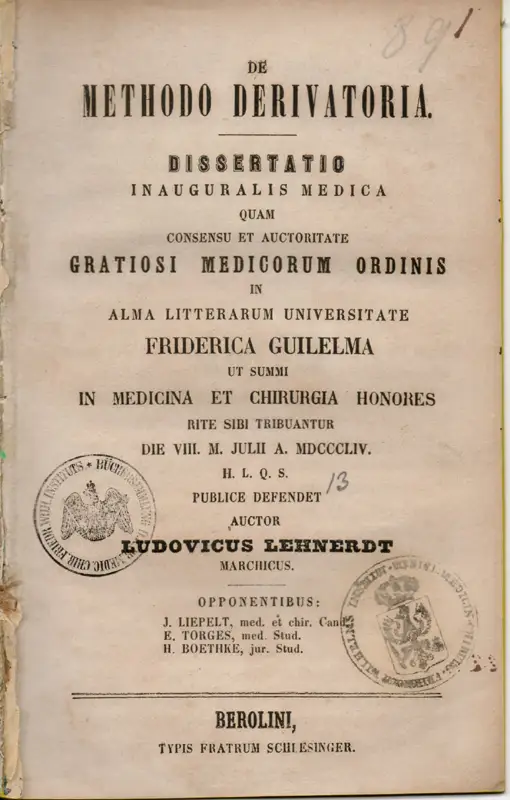 891
DE
METHODO DERIVATORIA.
DISSERTATIO
INAUGURALIS MEDICA
QUAM
CONSENSU ET AUCTORITATE
GRATIOSI MEDICORUM ORDINIS
IN
ALMA LITTERARUM UNIVERSITATE
FRIDERICA GUILELMA
UT SUMMI
IN MEDICINA ET CHIRURGIA HONORES
RITE SIBI TRIBUANTUR
DIE VIII. M. JULII A. MDCCCLIV.
H. L. Q. S.
13
PUBLICE DEFENDET
AUCTOR
LUDOVICUS LEHNERDT
MARCHICUS.
OPPONENTIBUS:
J. LIEPELT, med. et chir. Cand.
E. TORGES, med. Stud.
H. BOETHKE, jur. Stud.
BEROLINI,
TYPIS FRATRUM SCHLESINGER.